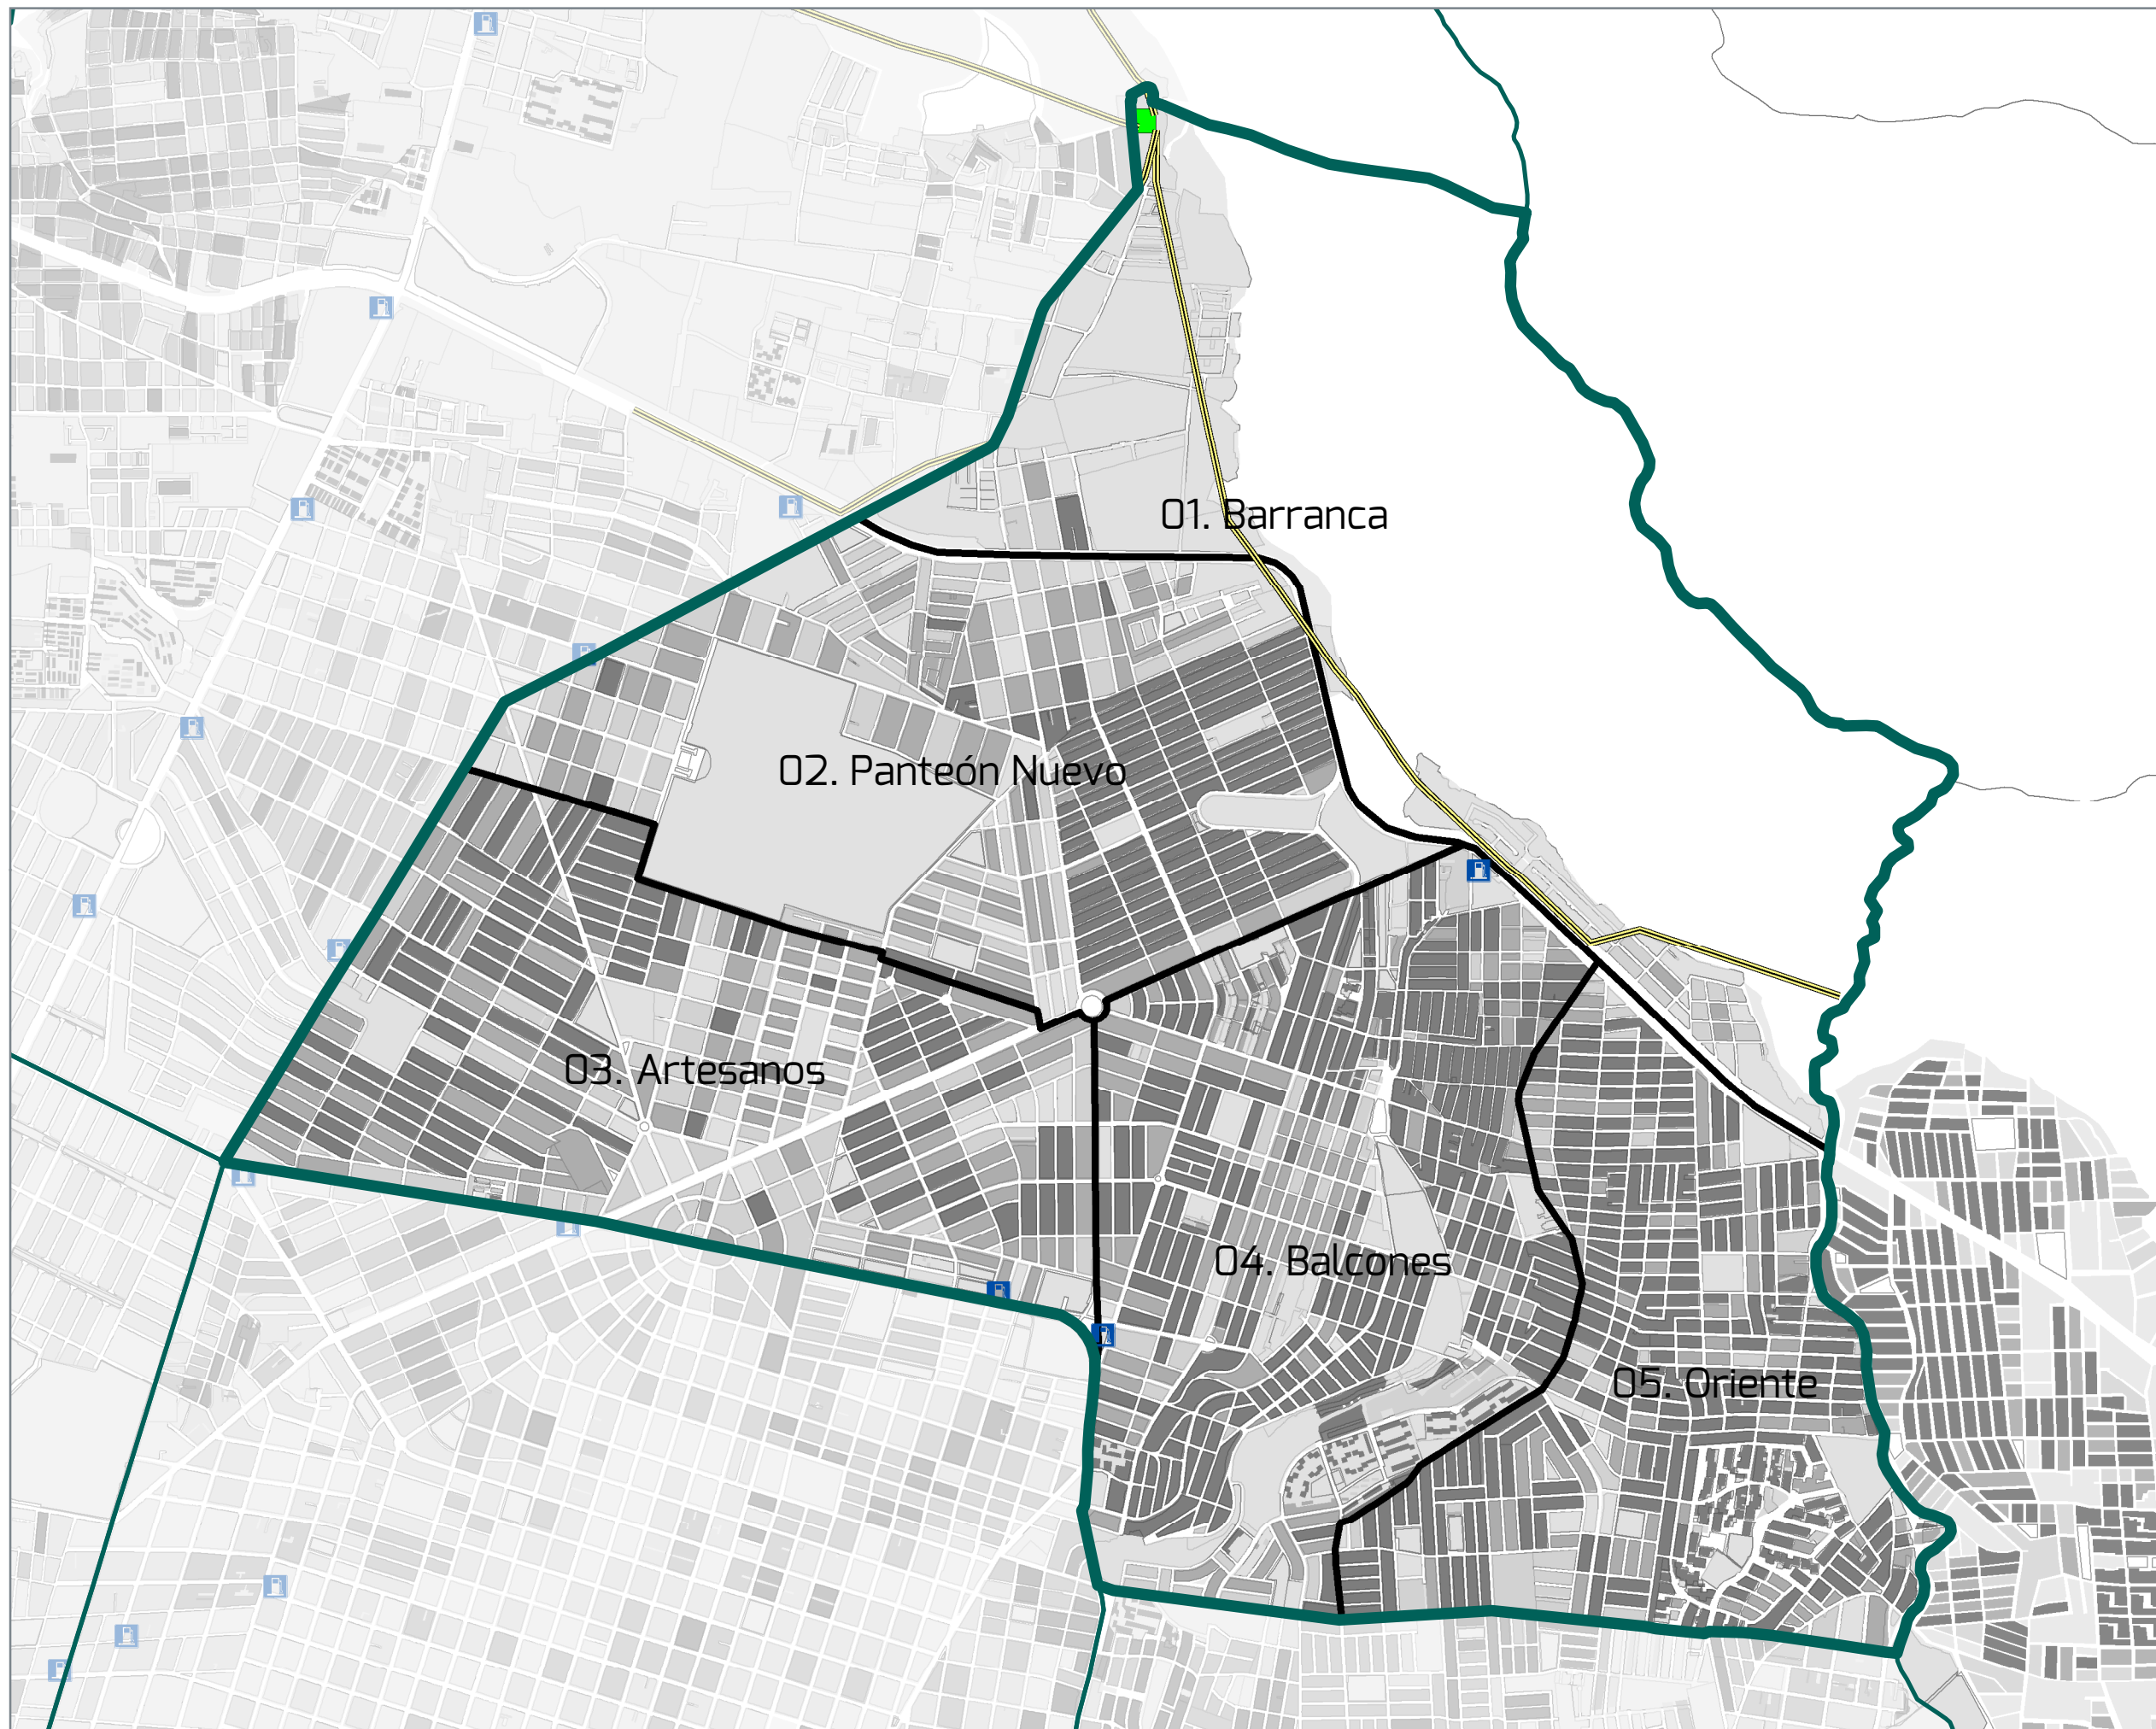 01. Barranca
02. Panteón Nuevo
03. Artesanos
04. Balcones
05. Oriente